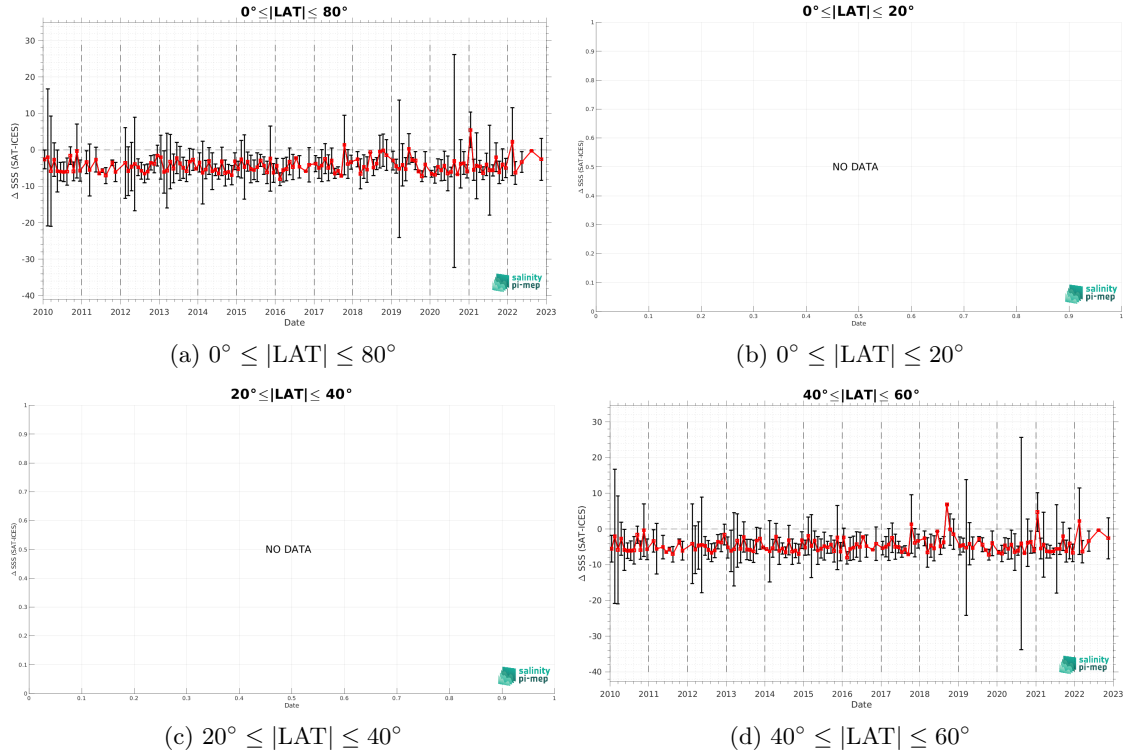 0°≤|LAT|≤ 80°
Δ SSS (SAT-ICES)
30
20
10
0
-10
-20
-30
-40
2010 2011 2012 2013 2014 2015 2016 2017 2018 2019 2020 2021 2022 2023
Date
salinity
pi-mep
(a) 0° ≤ |LAT| ≤ 80°
0°≤|LAT|≤ 20°
Δ SSS (SAT-ICES)
1
0.9
0.8
0.7
0.6
0.5
0.4
0.3
0.2
0.1
0
NO DATA
0 0.1 0.2 0.3 0.4 0.5 0.6 0.7 0.8 0.9 1
Date
salinity
pi-mep
(b) 0° ≤ |LAT| ≤ 20°
20°≤|LAT|≤ 40°
Δ SSS (SAT-ICES)
1
0.9
0.8
0.7
0.6
0.5
0.4
0.3
0.2
0.1
0
NO DATA
0 0.1 0.2 0.3 0.4 0.5 0.6 0.7 0.8 0.9 1
Date
salinity
pi-mep
(c) 20° ≤ |LAT| ≤ 40°
40°≤|LAT|≤ 60°
Δ SSS (SAT-ICES)
30
20
10
0
-10
-20
-30
-40
2010 2011 2012 2013 2014 2015 2016 2017 2018 2019 2020 2021 2022 2023
Date
salinity
pi-mep
(d) 40° ≤ |LAT| ≤ 60°